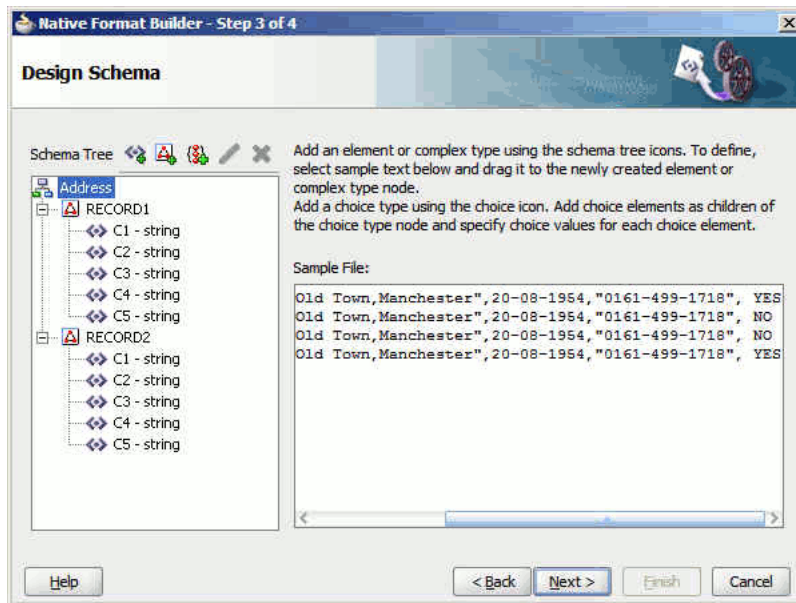 Native Format Builder - Step 3 of 4
Design Schema
Schema Tree
Address
RECORD1
C1 - string
C2 - string
C3 - string
C4 - string
C5 - string
RECORD2
C1 - string
C2 - string
C3 - string
C4 - string
C5 - string
Add an element or complex type using the schema tree icons. To define,
select sample text below and drag it to the newly created element or
complex type node.
Add a choice type using the choice icon. Add choice elements as children of
the choice type node and specify choice values for each choice element.
Sample File:
Old Town,Manchester",20-08-1954,"0161-499-1718", YES
Old Town,Manchester",20-08-1954,"0161-499-1718", NO
Old Town,Manchester",20-08-1954,"0161-499-1718", NO
Old Town,Manchester",20-08-1954,"0161-499-1718", YES
Help
< Back
Next >
Finish
Cancel